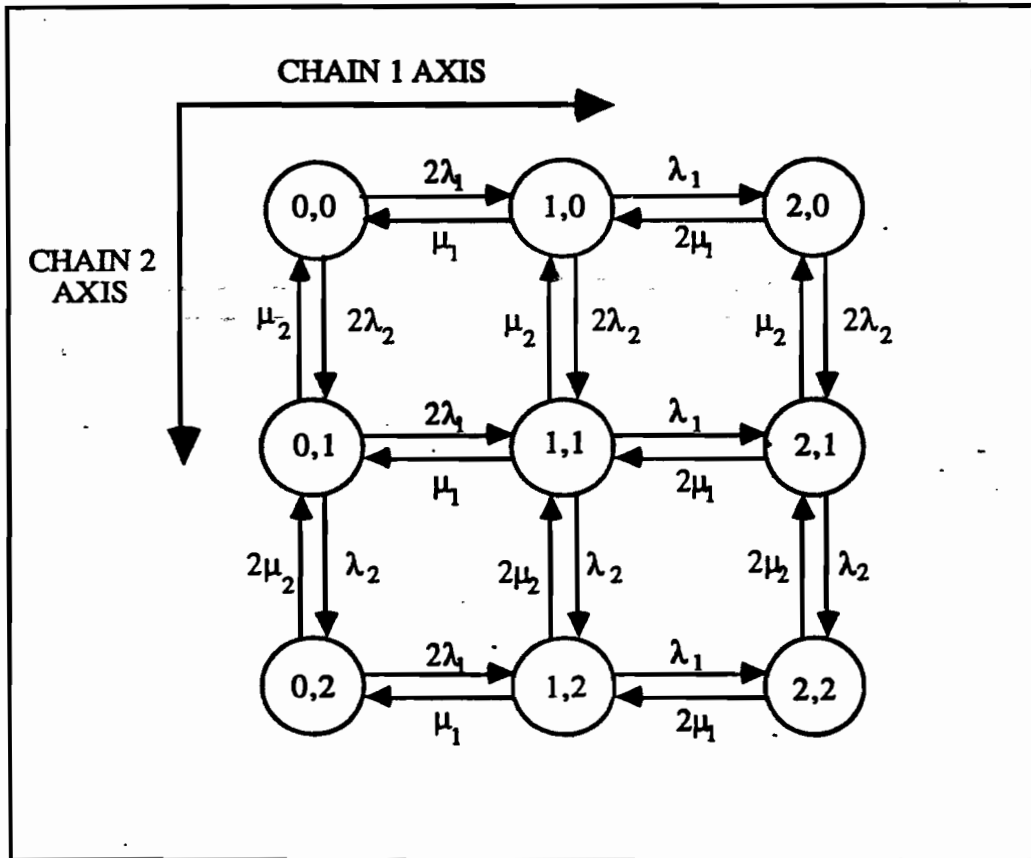 CHAIN 1 AXIS
2λ₁ λ₁
0,0 1,0 2,0
μ₁ 2μ₁
CHAIN 2
AXIS
μ₂ 2λ₂ μ₂ 2λ₂ μ₂ 2λ₂
2λ₁ λ₁
0,1 1,1 2,1
μ₁ 2μ₁
2μ₂ λ₂ 2μ₂ λ₂ 2μ₂ λ₂
2λ₁ λ₁
0,2 1,2 2,2
μ₁ 2μ₁